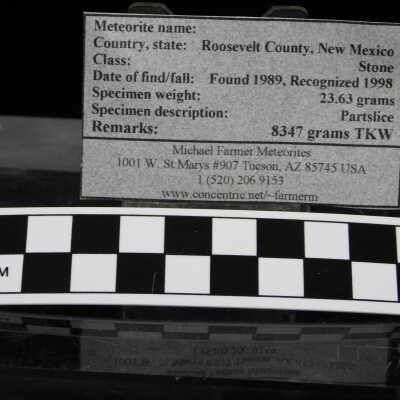 Meteorite name:
Country, state: Roosevelt County, New Mexico
Class: Stone
Date of find/fall: Found 1989, Recognized 1998
Specimen weight: 23.63 grams
Specimen description: Partslice
Remarks: 8347 grams TKW
Michael Farmer Meteorites
1001 W. St Marys #907 Tucson, AZ 85745 USA
1 (520) 206 9153
www.concentric.net/~farmerm
M